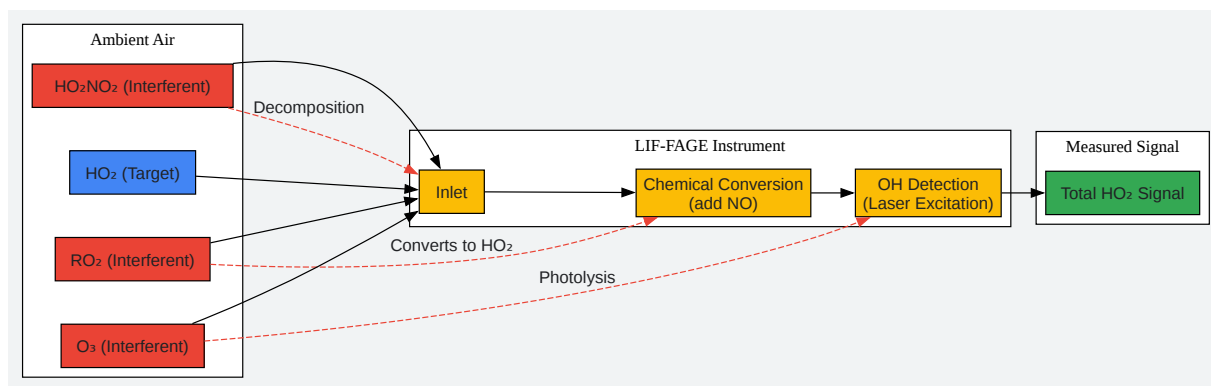 Ambient Air
HO₂NO₂ (Interferent)
Decomposition
HO₂ (Target)
RO₂ (Interferent)
O₃ (Interferent)
LIF-FAGE Instrument
Inlet
Chemical Conversion
(add NO)
OH Detection
(Laser Excitation)
Converts to HO₂
Photolysis
Measured Signal
Total HO₂ Signal